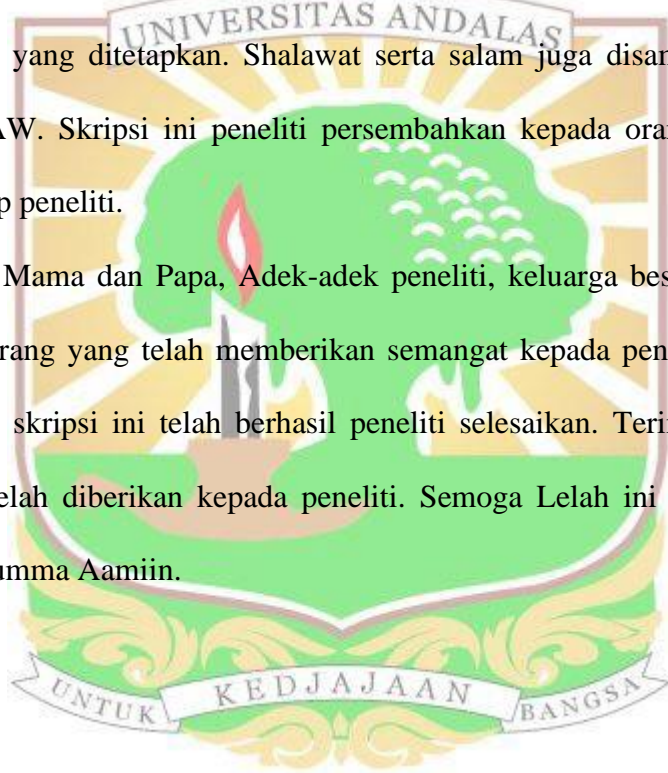 UNIVERSITAS ANDALAS
yang ditetapkan. Shalawat serta salam juga disan
AW. Skripsi ini peneliti persembahkan kepada oran
p peneliti.
Mama dan Papa, Adek-adek peneliti, keluarga bes
rang yang telah memberikan semangat kepada pen
skripsi ini telah berhasil peneliti selesaikan. Terin
elah diberikan kepada peneliti. Semoga Lelah ini
umma Aamiin.
UNTUK KEDJAJAAN BANGSA